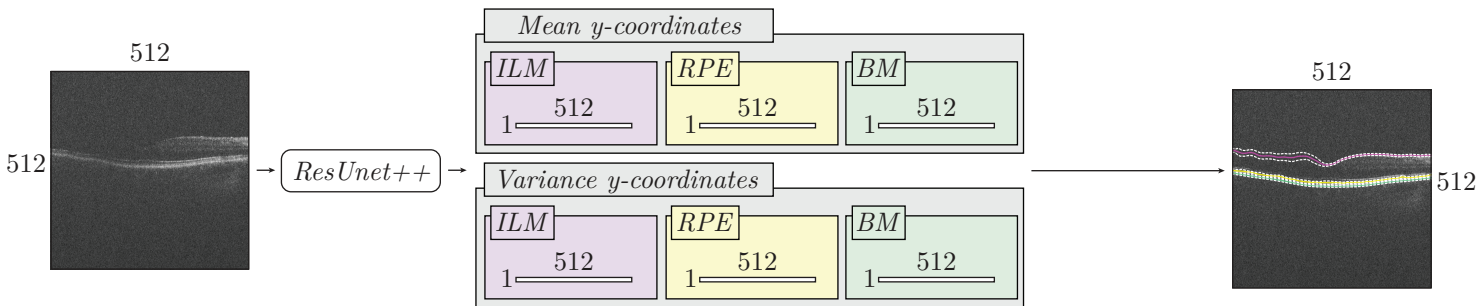 512
512
ResUnet++
Mean y-coordinates
ILM
1 512
RPE
1 512
BM
1 512
Variance y-coordinates
ILM
1 512
RPE
1 512
BM
1 512
512
512